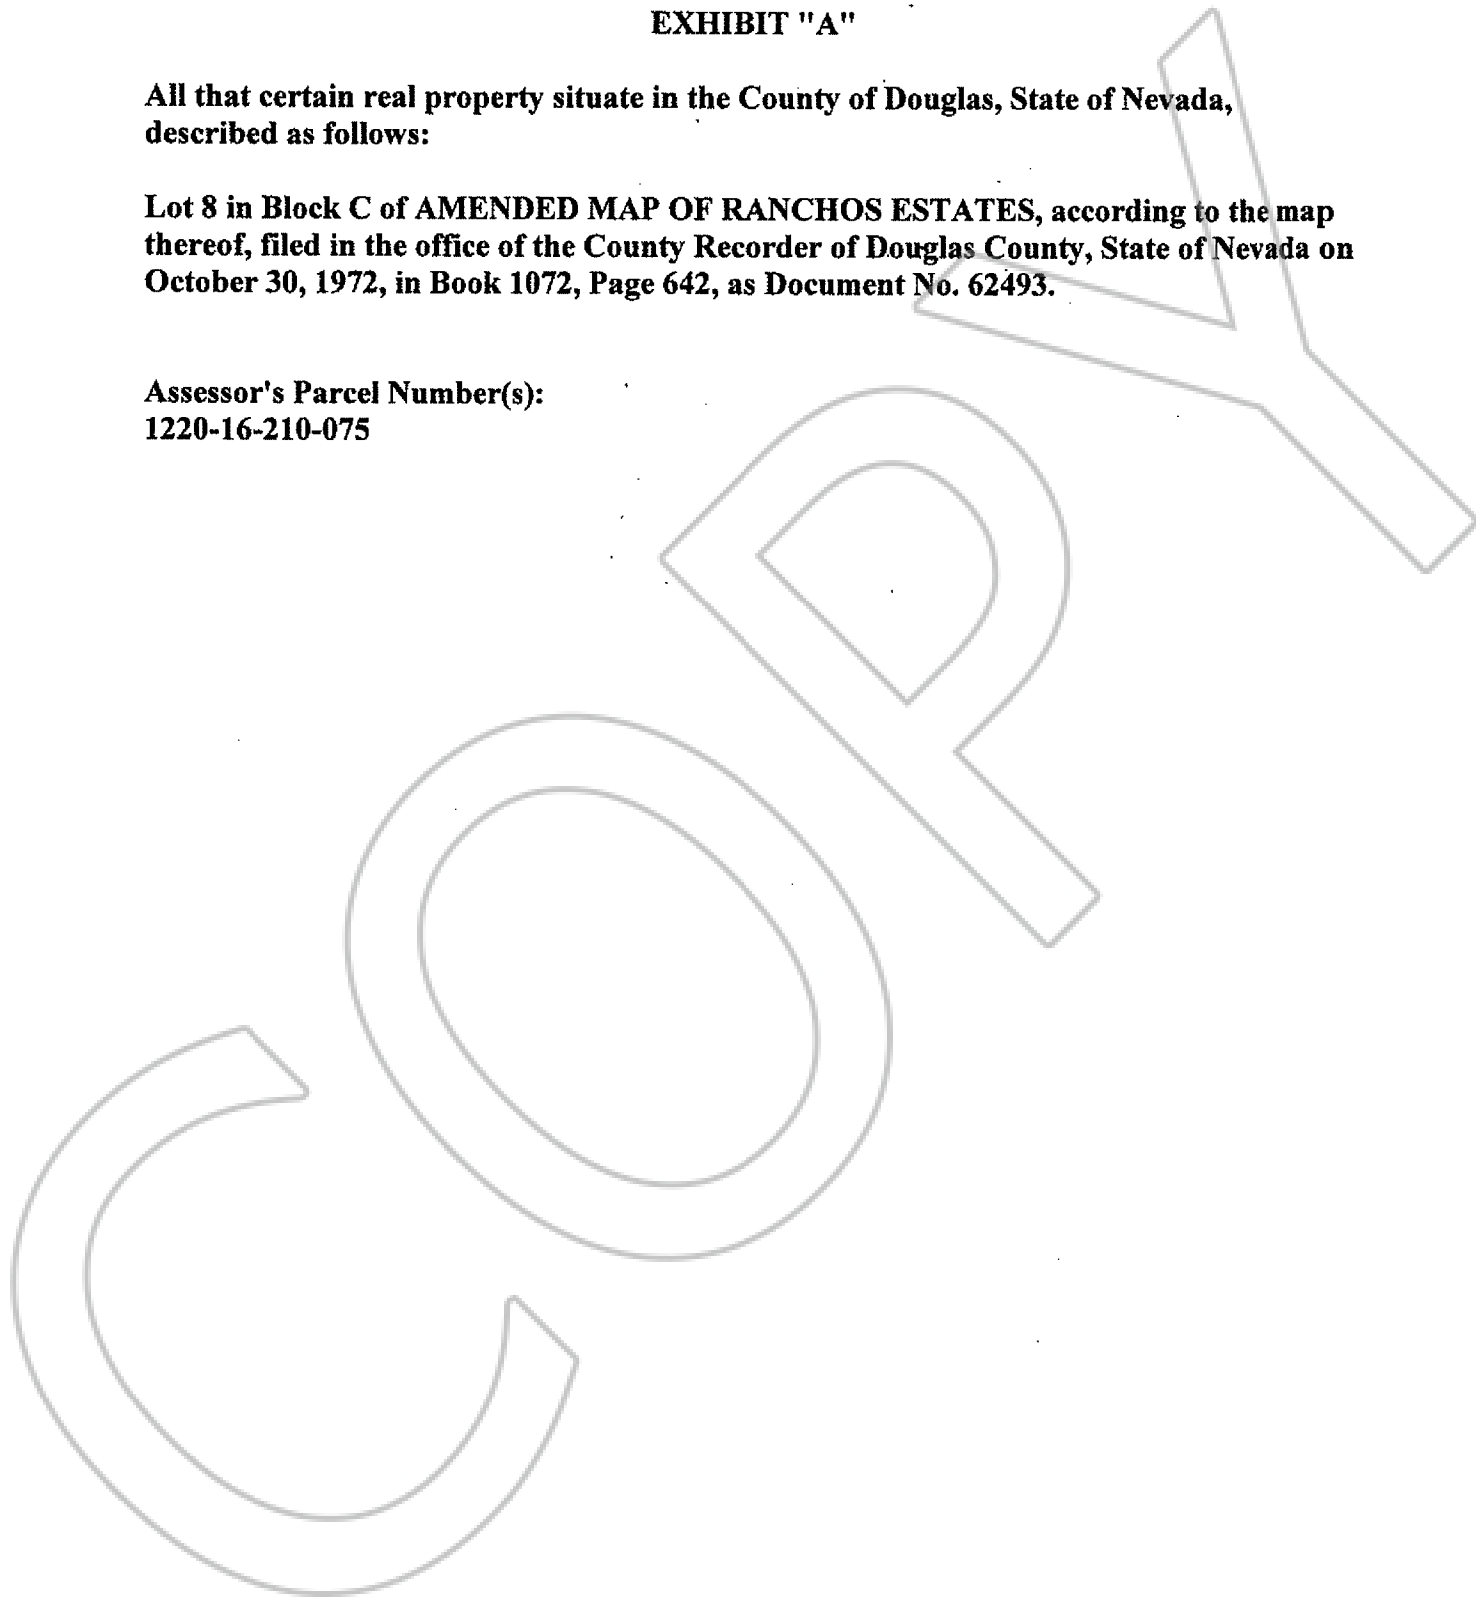 EXHIBIT "A"
All that certain real property situate in the County of Douglas, State of Nevada,
described as follows:
Lot 8 in Block C of AMENDED MAP OF RANCHOS ESTATES, according to the map
thereof, filed in the office of the County Recorder of Douglas County, State of Nevada on
October 30, 1972, in Book 1072, Page 642, as Document No. 62493.
Assessor's Parcel Number(s):
1220-16-210-075
COPY